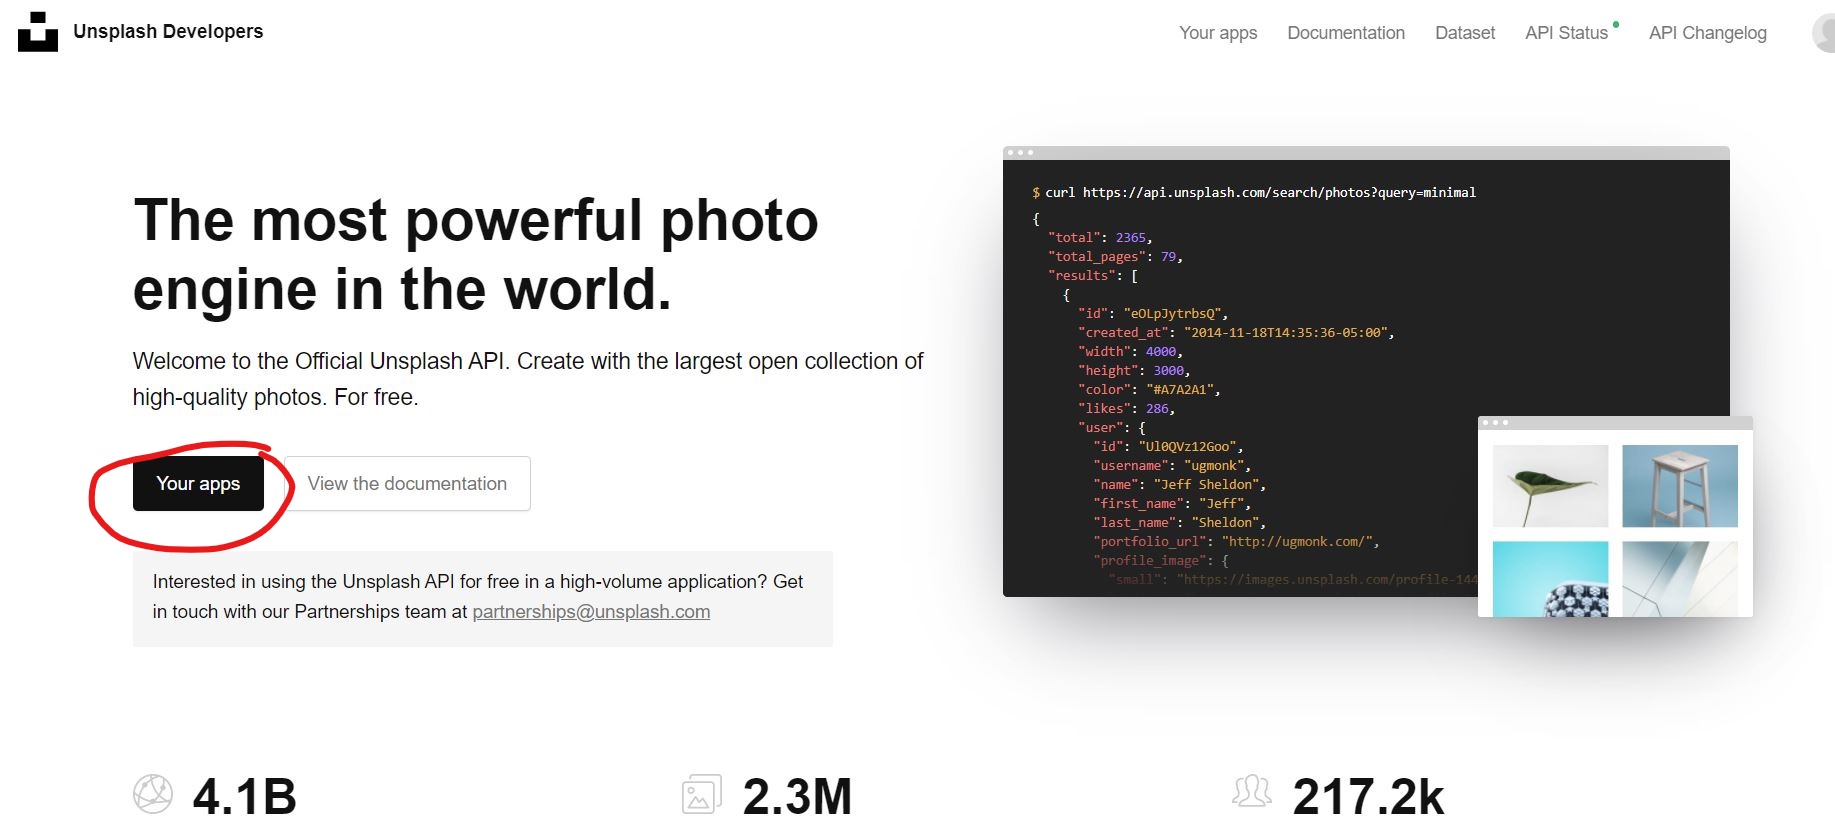 Unsplash Developers
Your apps
Documentation
Dataset
API Status
API Changelog
The most powerful photo
engine in the world.
Welcome to the Official Unsplash API. Create with the largest open collection of
high-quality photos. For free.
Your apps
View the documentation
Interested in using the Unsplash API for free in a high-volume application? Get
in touch with our Partnerships team at partnerships@unsplash.com
$ curl https://api.unsplash.com/search/photos?query=minimal
{
"total": 2365,
"total_pages": 79,
"results": [
{
"id": "eOLpJytrbsQ",
"created_at": "2014-11-18T14:35:36-05:00",
"width": 4000,
"height": 3000,
"color": "#A7A2A1",
"likes": 286,
"user": {
"id": "Ul0QVz12Goo",
"username": "ugmonk",
"name": "Jeff Sheldon",
"first_name": "Jeff",
"last_name": "Sheldon",
"portfolio_url": "http://ugmonk.com/",
"profile_image": {
"small": "https://images.unsplash.com/profile-144
4.1B
2.3M
217.2k